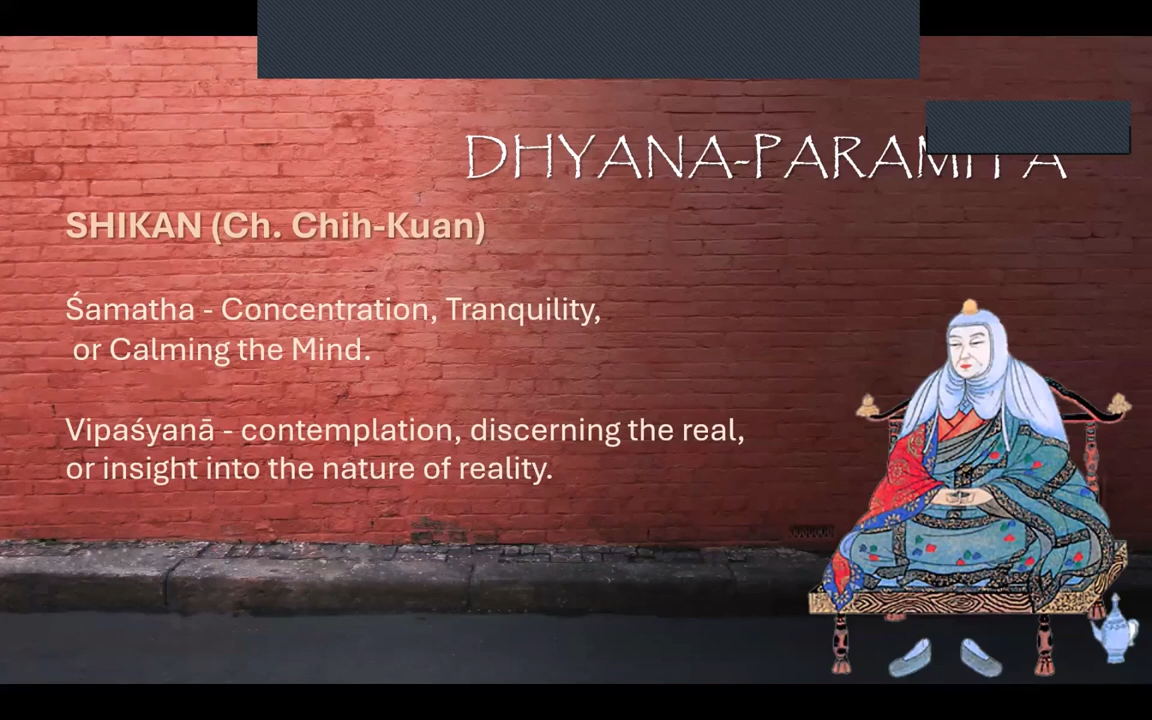 DHYANA-PARAMITA
SHIKAN (Ch. Chih-Kuan)
Śamatha - Concentration, Tranquility,
or Calming the Mind.
Vipaśyanā - contemplation, discerning the real,
or insight into the nature of reality.